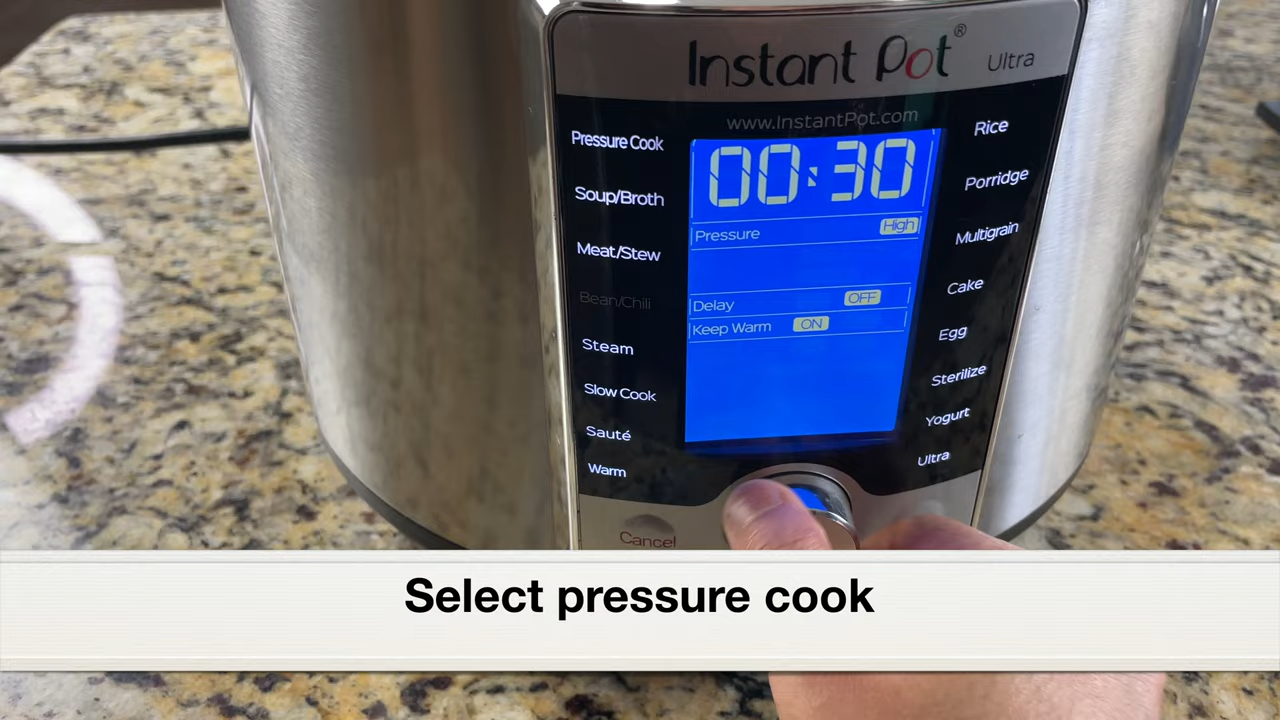 Instant Pot® Ultra
www.InstantPot.com
Pressure Cook
Soup/Broth
Meat/Stew
Bean/Chili
Steam
Slow Cook
Sauté
Warm
00:30
Pressure High
Delay OFF
Keep Warm ON
Rice
Porridge
Multigrain
Cake
Egg
Sterilize
Yogurt
Ultra
Cancel
Select pressure cook